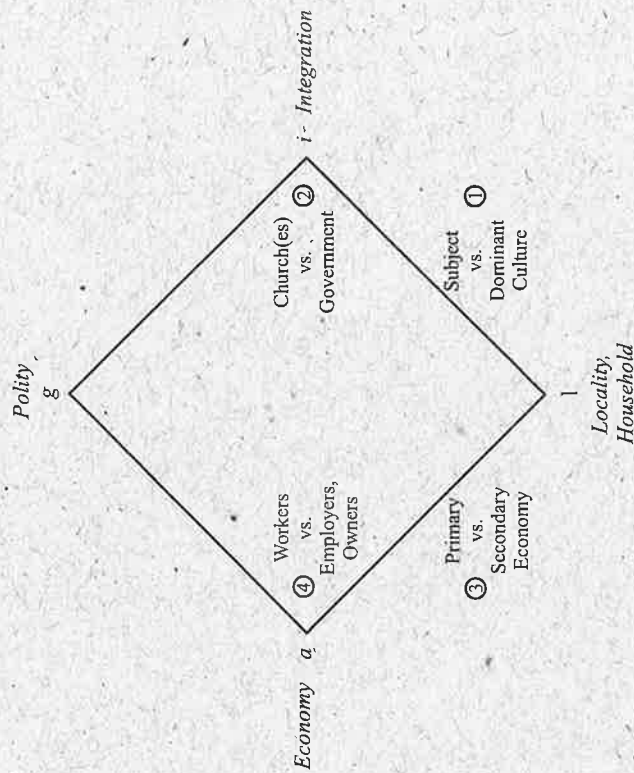 Polity
g
Economy a
i - Integration
④
Workers
vs.
Employers,
Owners
Church(es)
vs.
Government
②
③
Primary
vs.
Secondary
Economy
Subject
vs.
Dominant
Culture
①
l
Locality,
Household